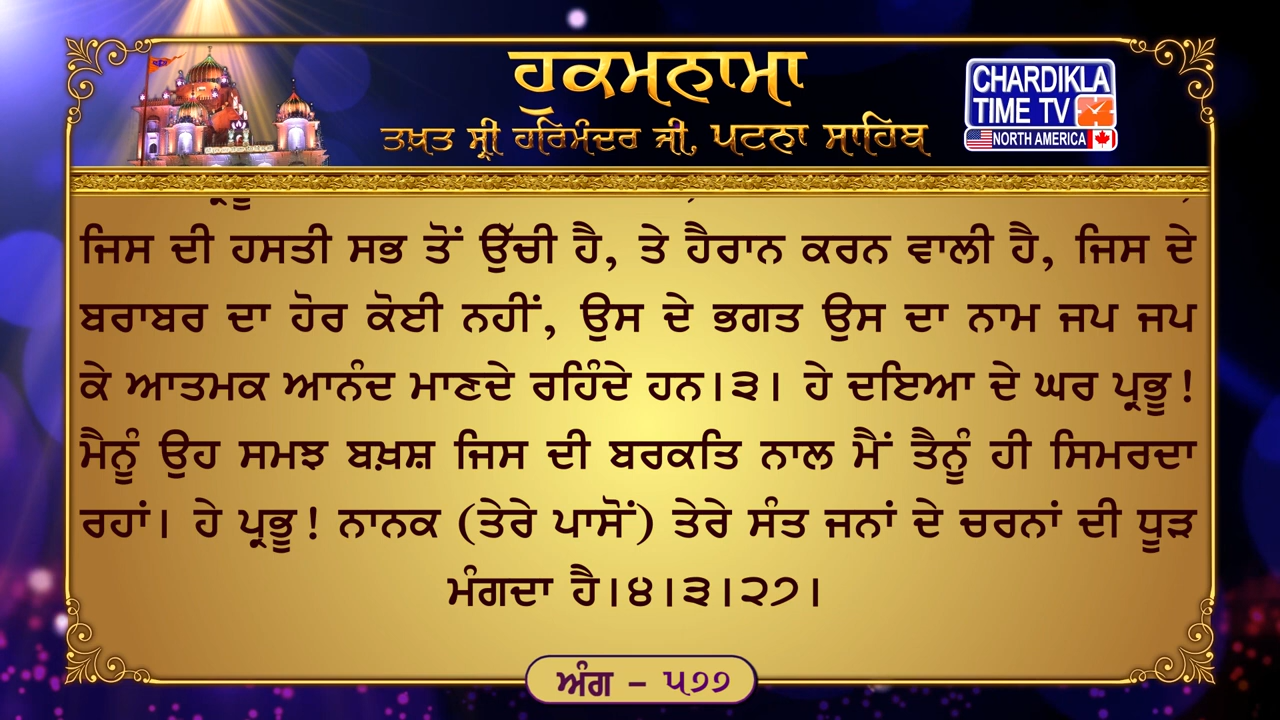 ਹੁਕਮਨਾਮਾ
ਤਖ਼ਤ ਸ੍ਰੀ ਹਰਿਮੰਦਰ ਜੀ, ਪਟਨਾ ਸਾਹਿਬ
CHARDIKLA
TIME TV
NORTH AMERICA
ਜਿਸ ਦੀ ਹਸਤੀ ਸਭ ਤੋਂ ਉੱਚੀ ਹੈ, ਤੇ ਹੈਰਾਨ ਕਰਨ ਵਾਲੀ ਹੈ, ਜਿਸ ਦੇ
ਬਰਾਬਰ ਦਾ ਹੋਰ ਕੋਈ ਨਹੀਂ, ਉਸ ਦੇ ਭਗਤ ਉਸ ਦਾ ਨਾਮ ਜਪ ਜਪ
ਕੇ ਆਤਮਕ ਆਨੰਦ ਮਾਣਦੇ ਰਹਿੰਦੇ ਹਨ।੩। ਹੇ ਦਇਆ ਦੇ ਘਰ ਪ੍ਰਭੂ!
ਮੈਨੂੰ ਉਹ ਸਮਝ ਬਖ਼ਸ਼ ਜਿਸ ਦੀ ਬਰਕਤਿ ਨਾਲ ਮੈਂ ਤੈਨੂੰ ਹੀ ਸਿਮਰਦਾ
ਰਹਾਂ। ਹੇ ਪ੍ਰਭੂ! ਨਾਨਕ (ਤੇਰੇ ਪਾਸੋਂ) ਤੇਰੇ ਸੰਤ ਜਨਾਂ ਦੇ ਚਰਨਾਂ ਦੀ ਧੂੜ
ਮੰਗਦਾ ਹੈ।੪।੩।੨੭।
ਅੰਗ – ੫੭੭